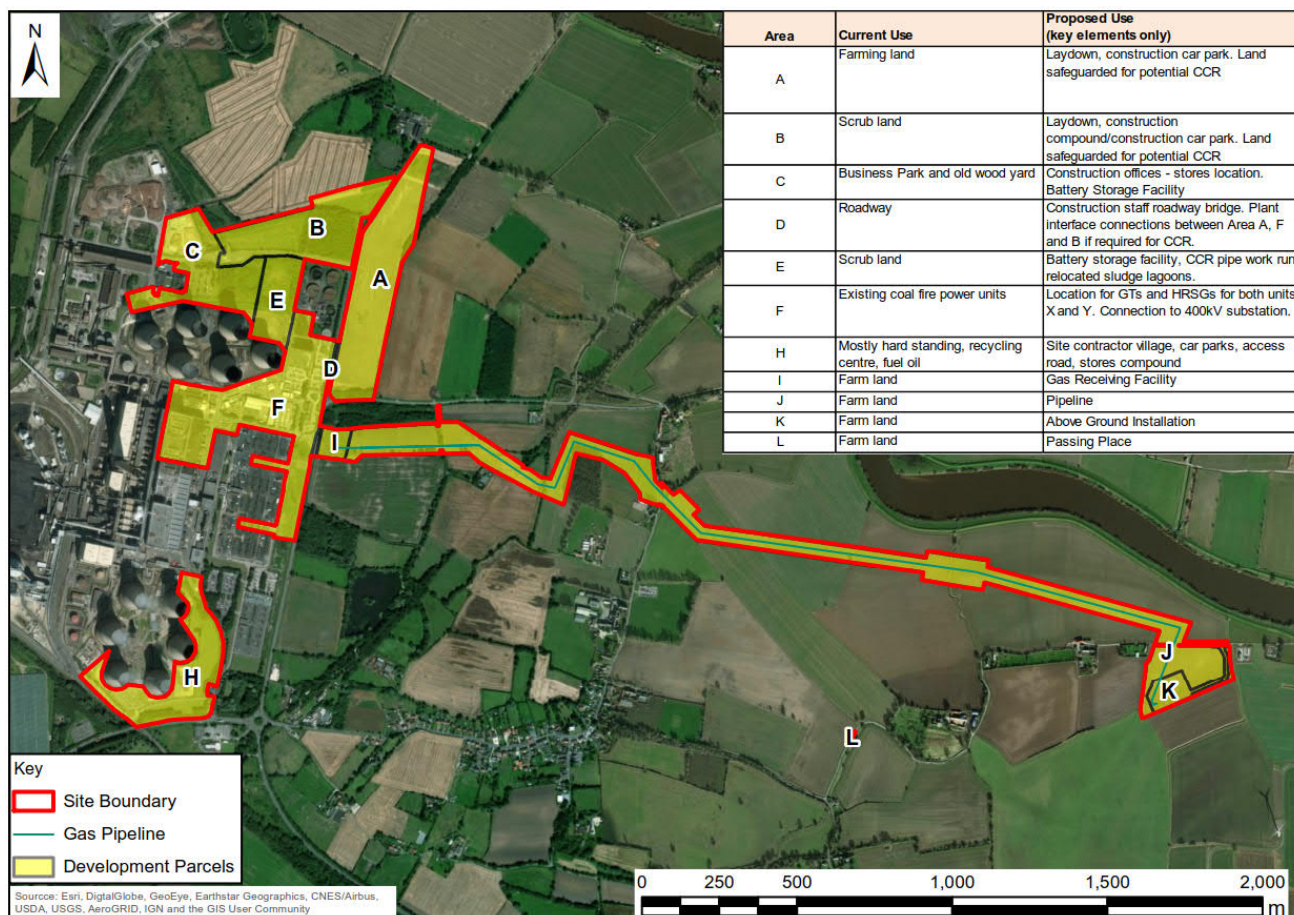 N
Area
Current Use
Proposed Use
(key elements only)
A
Farming land
Laydown, construction car park. Land
safeguarded for potential CCR
B
Scrub land
Laydown, construction
compound/construction car park. Land
safeguarded for potential CCR
C
Business Park and old wood yard
Construction offices - stores location.
Battery Storage Facility
D
Roadway
Construction staff roadway bridge. Plant
interface connections between Area A, F
and B if required for CCR.
E
Scrub land
Battery storage facility, CCR pipe work run
relocated sludge lagoons.
F
Existing coal fire power units
Location for GTs and HRSGs for both units
X and Y. Connection to 400kV substation.
H
Mostly hard standing, recycling
centre, fuel oil
Site contractor village, car parks, access
road, stores compound
I
Farm land
Gas Receiving Facility
J
Farm land
Pipeline
K
Farm land
Above Ground Installation
L
Farm land
Passing Place
B
C
A
E
D
F
I
J
K
H
L
Key
Site Boundary
Gas Pipeline
Development Parcels
Sourcce: Esri, DigitalGlobe, GeoEye, Earthstar Geographics, CNES/Airbus,
USDA, USGS, AeroGRID, IGN and the GIS User Community
0 250 500 1,000 1,500 2,000
m